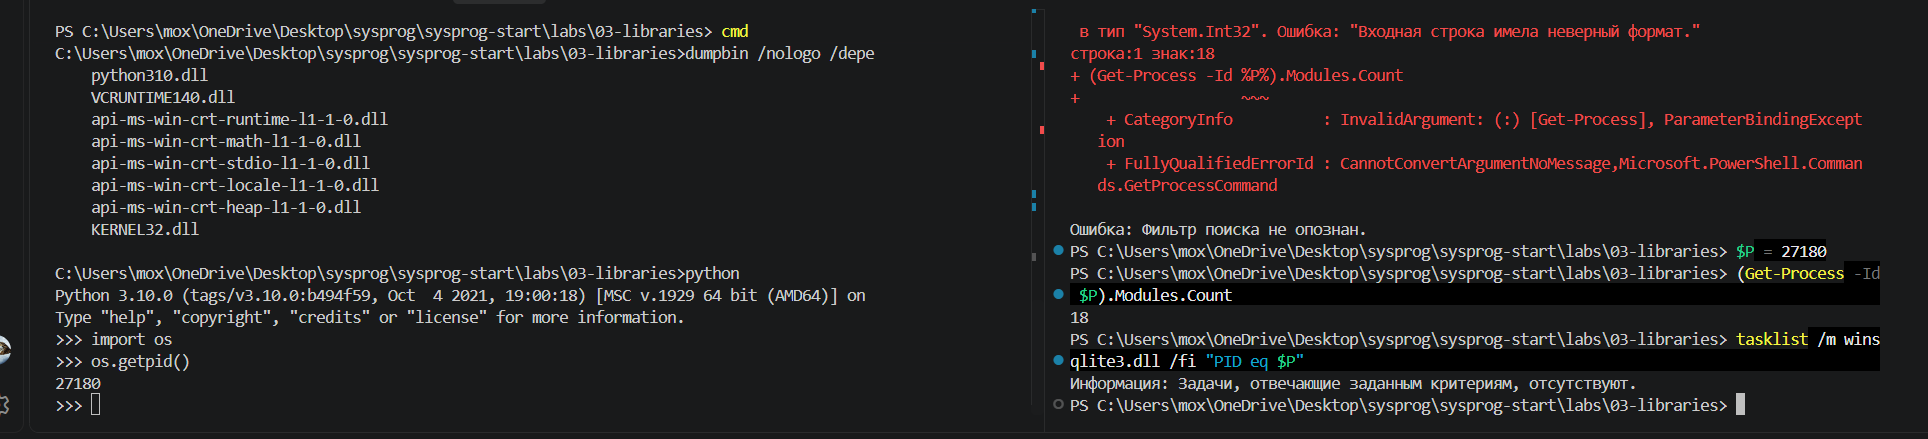 PS C:\Users\mox\OneDrive\Desktop\sysprog\sysprog-start\labs\03-libraries> cmd
C:\Users\mox\OneDrive\Desktop\sysprog\sysprog-start\labs\03-libraries>dumpbin /nologo /depe
python310.dll
VCRUNTIME140.dll
api-ms-win-crt-runtime-l1-1-0.dll
api-ms-win-crt-math-l1-1-0.dll
api-ms-win-crt-stdio-l1-1-0.dll
api-ms-win-crt-locale-l1-1-0.dll
api-ms-win-crt-heap-l1-1-0.dll
KERNEL32.dll
C:\Users\mox\OneDrive\Desktop\sysprog\sysprog-start\labs\03-libraries>python
Python 3.10.0 (tags/v3.10.0:b494f59, Oct  4 2021, 19:00:18) [MSC v.1929 64 bit (AMD64)] on
Type "help", "copyright", "credits" or "license" for more information.
>>> import os
>>> os.getpid()
27180
>>>
в тип "System.Int32". Ошибка: "Входная строка имела неверный формат."
строка:1 знак:18
+ (Get-Process -Id %P%).Modules.Count
+                  ~~~
+ CategoryInfo          : InvalidArgument: (:) [Get-Process], ParameterBindingExcept
ion
+ FullyQualifiedErrorId : CannotConvertArgumentNoMessage,Microsoft.PowerShell.Comman
ds.GetProcessCommand
Ошибка: Фильтр поиска не опознан.
PS C:\Users\mox\OneDrive\Desktop\sysprog\sysprog-start\labs\03-libraries> $P = 27180
PS C:\Users\mox\OneDrive\Desktop\sysprog\sysprog-start\labs\03-libraries> (Get-Process -Id
$P).Modules.Count
18
PS C:\Users\mox\OneDrive\Desktop\sysprog\sysprog-start\labs\03-libraries> tasklist /m wins
qlite3.dll /fi "PID eq $P"
Информация: Задачи, отвечающие заданным критериям, отсутствуют.
PS C:\Users\mox\OneDrive\Desktop\sysprog\sysprog-start\labs\03-libraries>